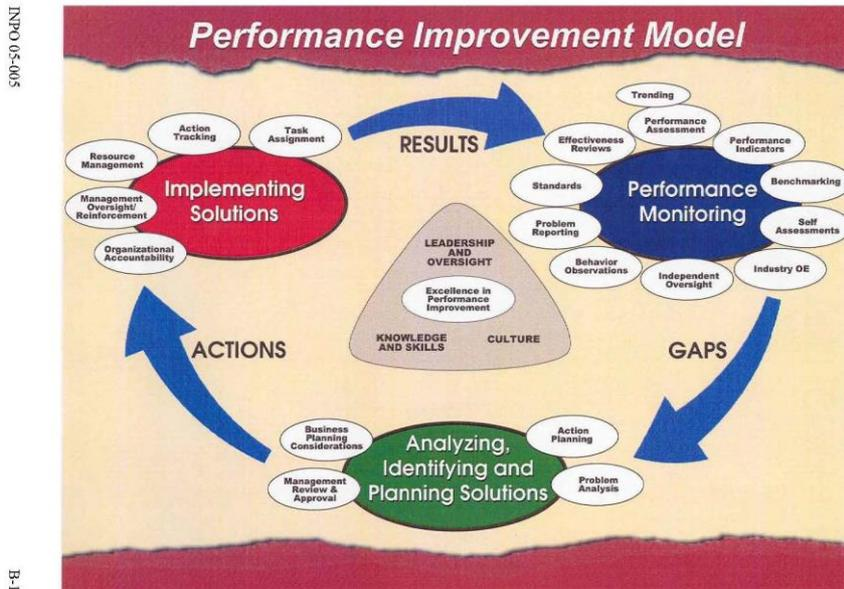 INPO 05-005
Performance Improvement Model
Action
Tracking
Task
Assignment
Resource
Management
Management
Oversight/
Reinforcement
Organizational
Accountability
Implementing
Solutions
RESULTS
Trending
Performance
Assessment
Effectiveness
Reviews
Performance
Indicators
Standards
Benchmarking
Problem
Reporting
Self
Assessments
Behavior
Observations
Independent
Oversight
Industry OE
Performance
Monitoring
LEADERSHIP
AND
OVERSIGHT
Excellence in
Performance
Improvement
KNOWLEDGE
AND SKILLS
CULTURE
ACTIONS
GAPS
Business
Planning
Considerations
Action
Planning
Management
Review &
Approval
Problem
Analysis
Analyzing,
Identifying and
Planning Solutions
B-1